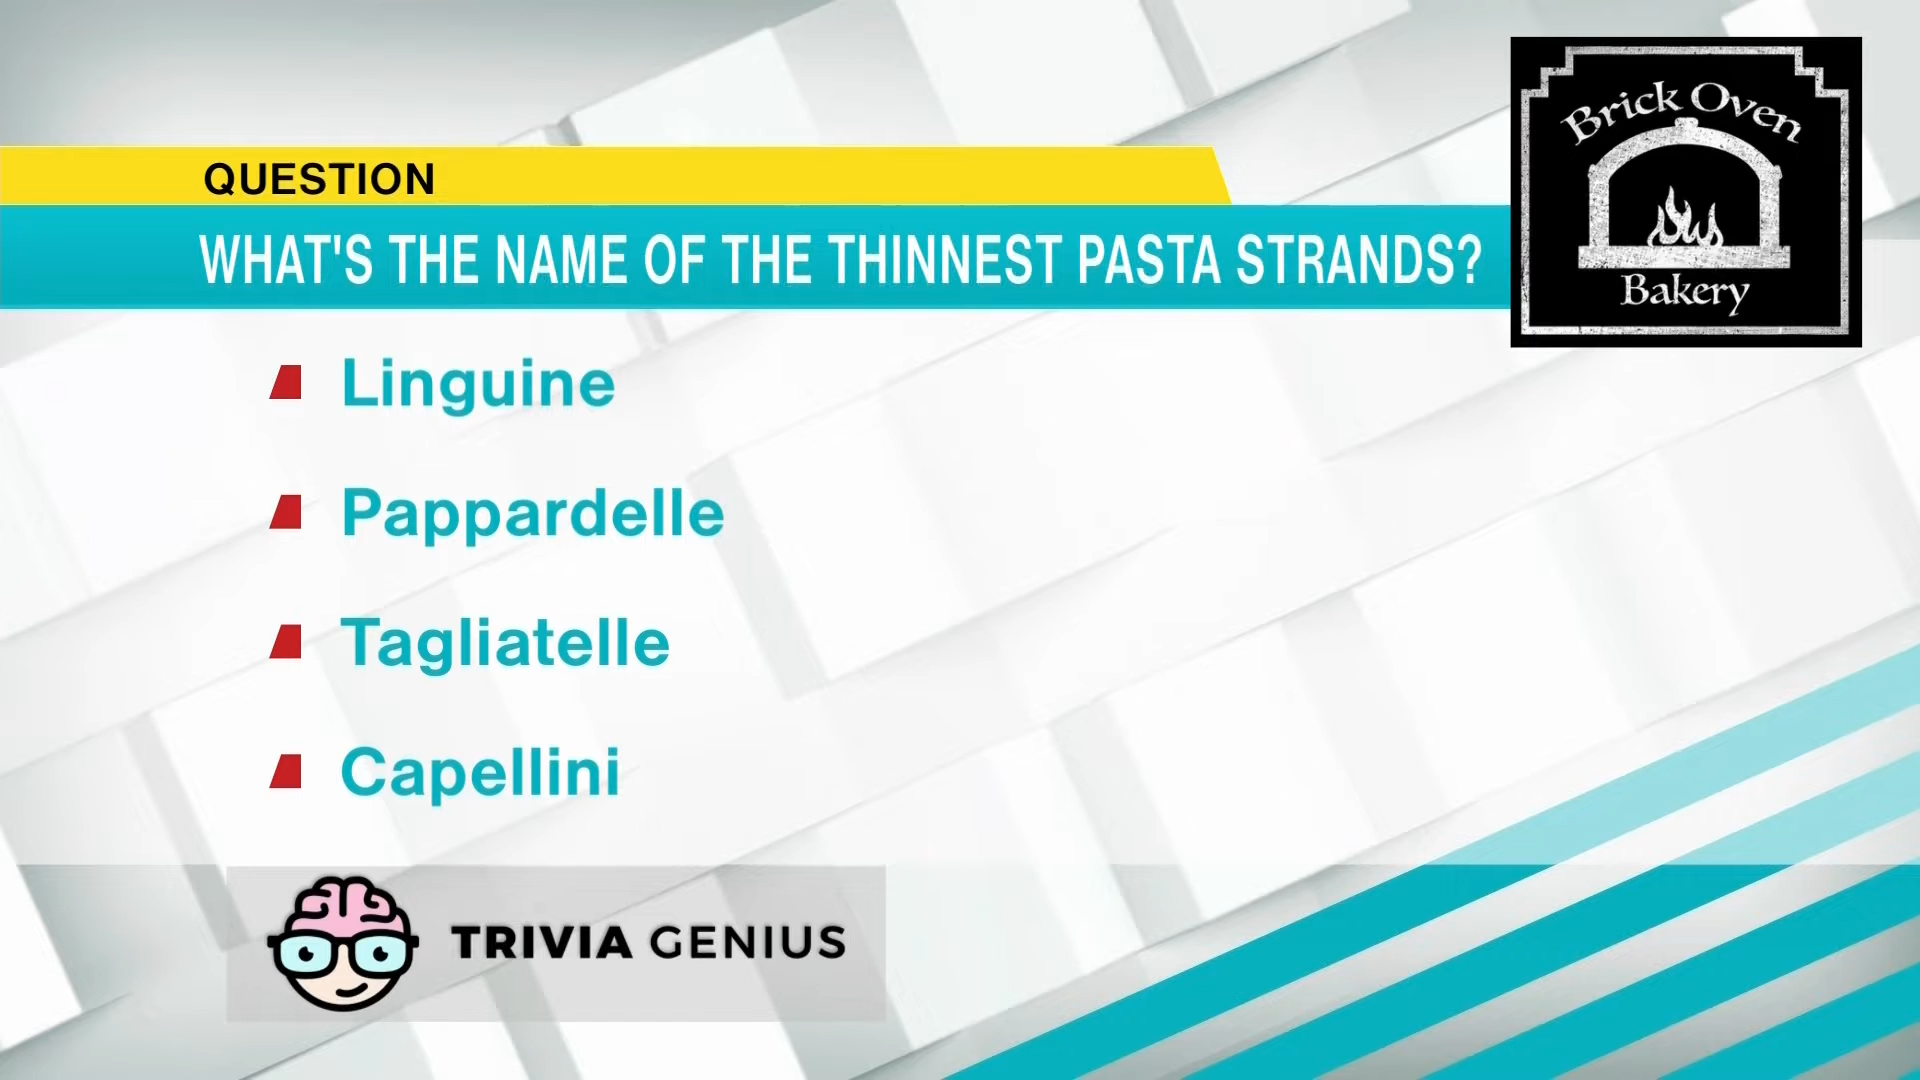 Brick Oven
Bakery
QUESTION
WHAT'S THE NAME OF THE THINNEST PASTA STRANDS?
Linguine
Pappardelle
Tagliatelle
Capellini
TRIVIA GENIUS